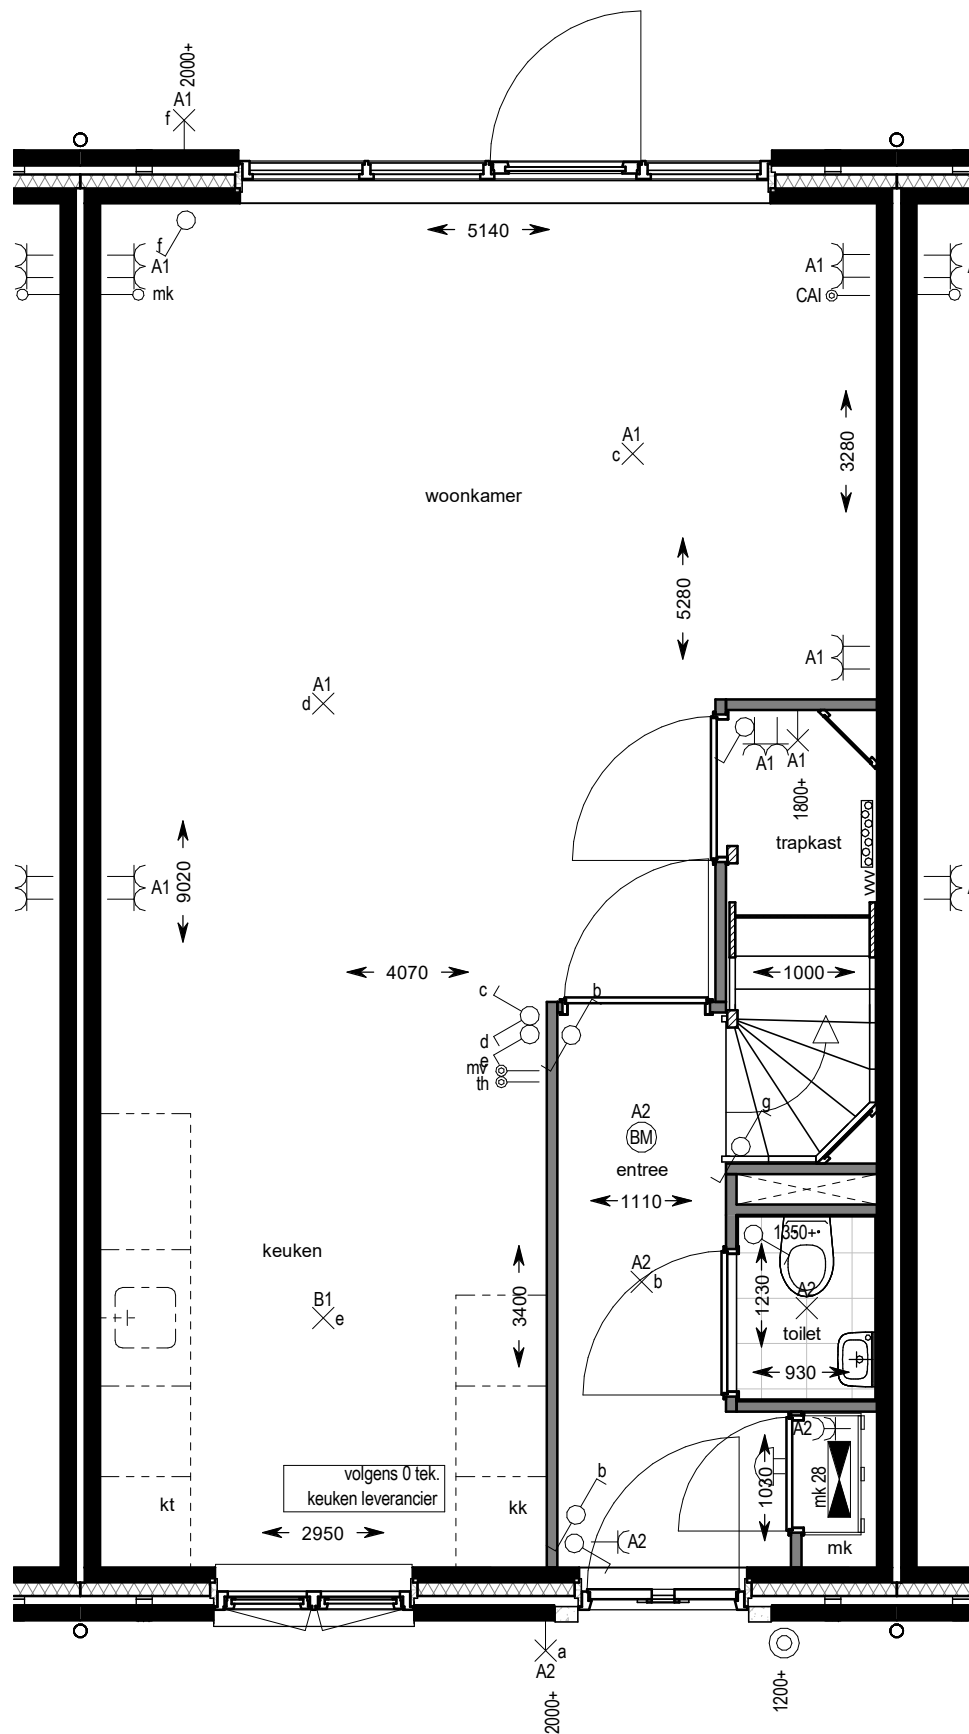 2000+
A1
f
5140
f
A1
mk
A1
CAI
A1
c
3280
woonkamer
5280
A1
A1
d
A1
A1
1800+
trapkast
VVV
A1
9020
4070
1000
c
b
d
e
mv
th
g
A2
BM
entree
1110
1350+
keuken
A2
b
1230
A2
B1
e
3400
toilet
930
A2
volgens 0 tek.
keuken leverancier
b
1030
mk 28
kt
kk
2950
A2
mk
a
A2
2000+
1200+